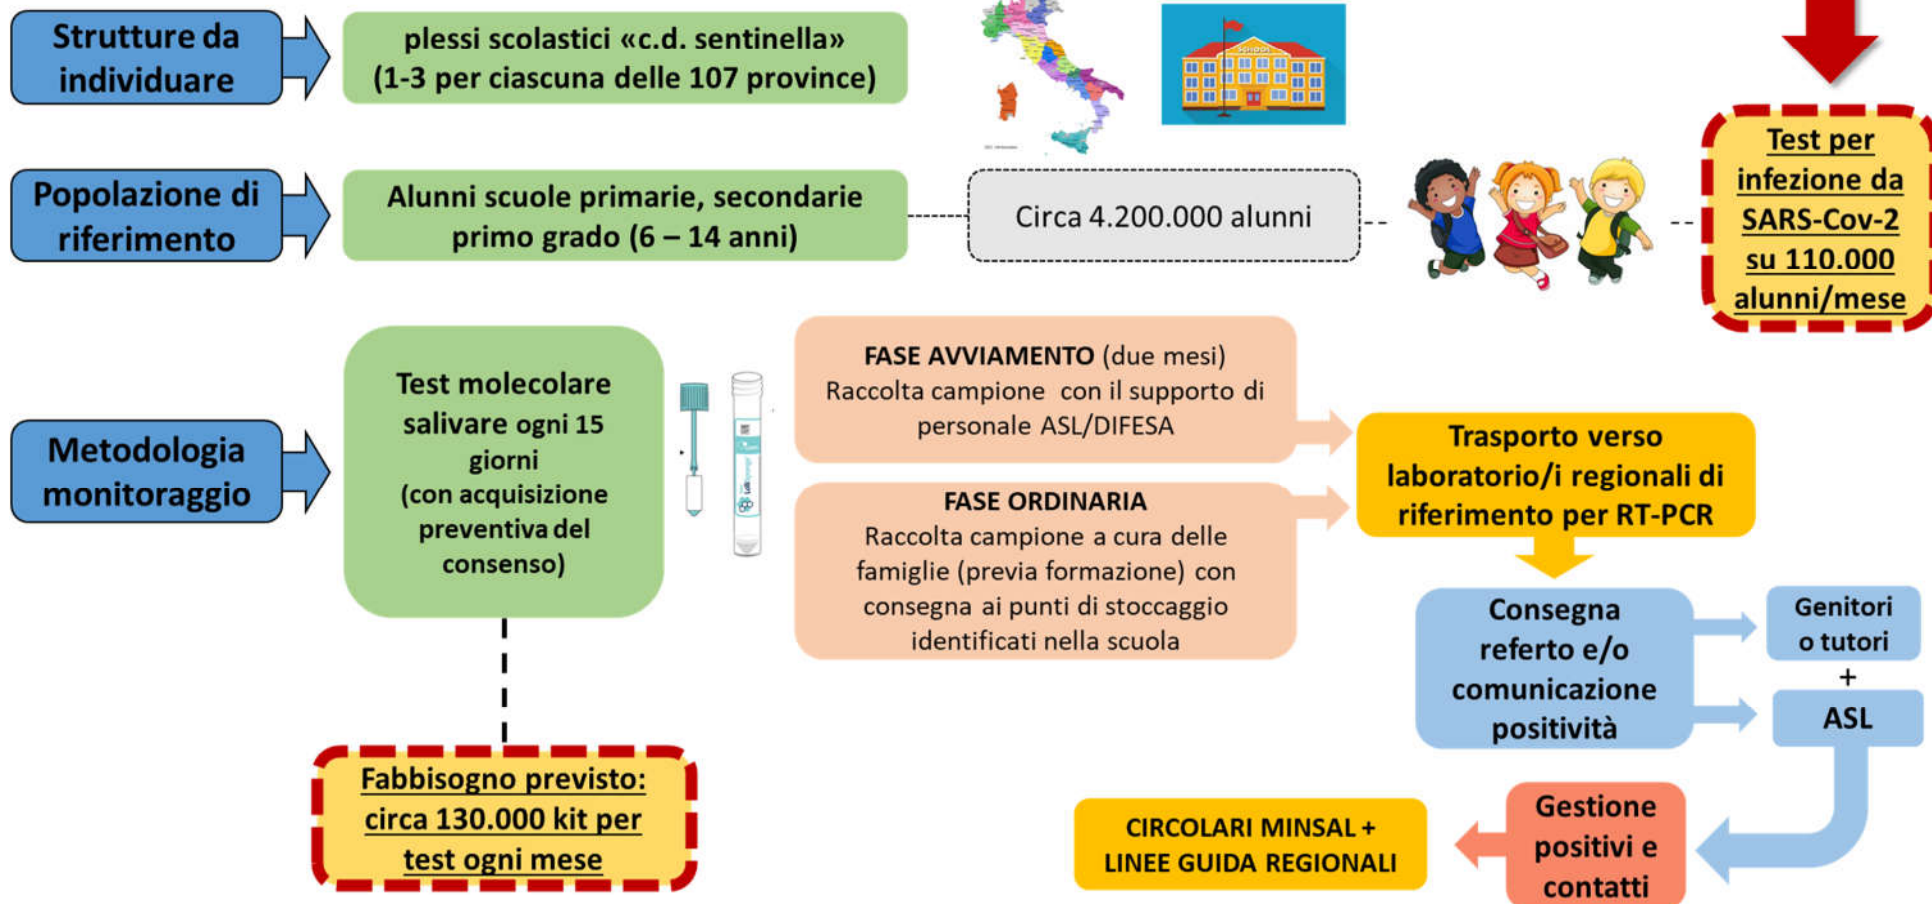 Strutture da
individuare
plessi scolastici «c.d. sentinella»
(1-3 per ciascuna delle 107 province)
SCHOOL
Popolazione di
riferimento
Alunni scuole primarie, secondarie
primo grado (6 – 14 anni)
Circa 4.200.000 alunni
Test per
infezione da
SARS-Cov-2
su 110.000
alunni/mese
Metodologia
monitoraggio
Test molecolare
salivare ogni 15
giorni
(con acquisizione
preventiva del
consenso)
FASE AVVIAMENTO (due mesi)
Raccolta campione con il supporto di
personale ASL/DIFESA
FASE ORDINARIA
Raccolta campione a cura delle
famiglie (previa formazione) con
consegna ai punti di stoccaggio
identificati nella scuola
Trasporto verso
laboratorio/i regionali di
riferimento per RT-PCR
Consegna
referto e/o
comunicazione
positività
Genitori
o tutori
+
ASL
Fabbisogno previsto:
circa 130.000 kit per
test ogni mese
Gestione
positivi e
contatti
CIRCOLARI MINSAL +
LINEE GUIDA REGIONALI